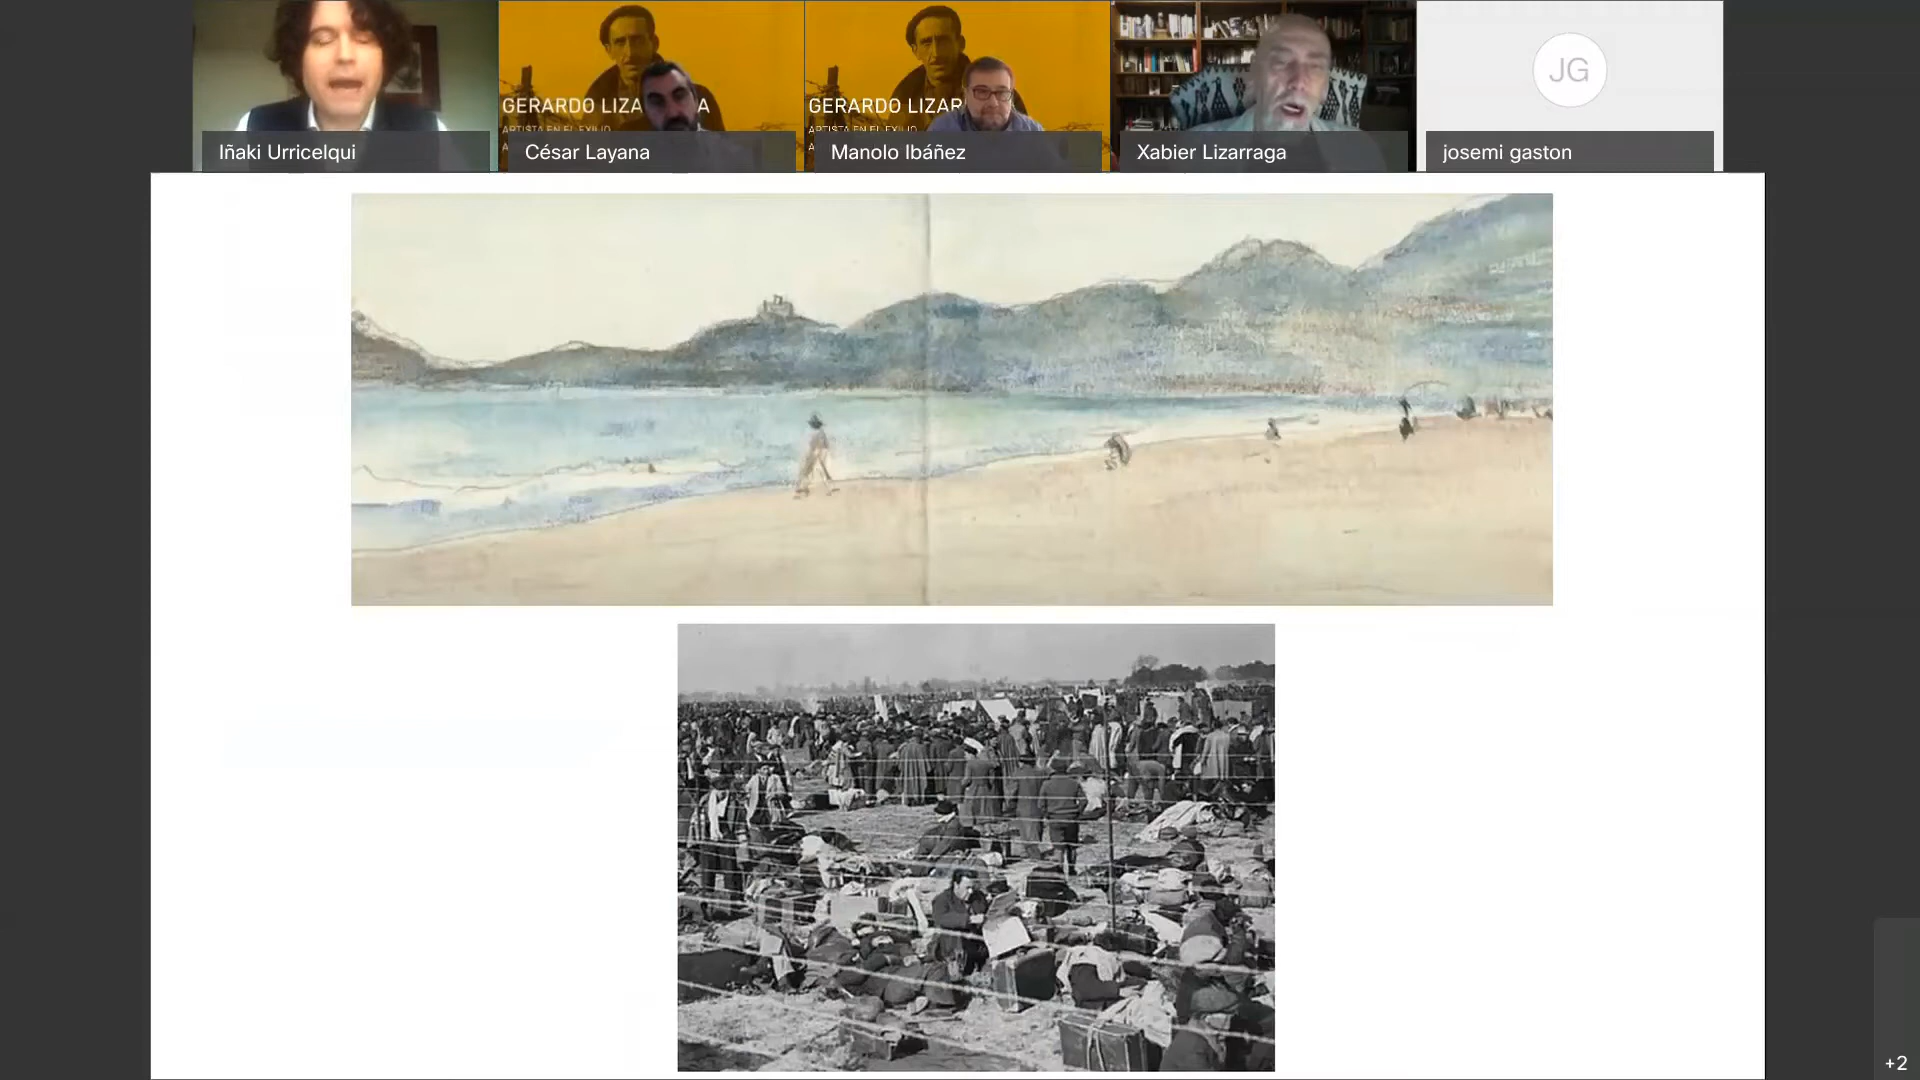 GERARDO LIZA A
ARTISTA EN EL EXILIO
GERARDO LIZAR
ARTISTA EN EL EXILIO
Iñaki Urricelqui
César Layana
Manolo Ibáñez
Xabier Lizarraga
JG
josemi gaston
+2